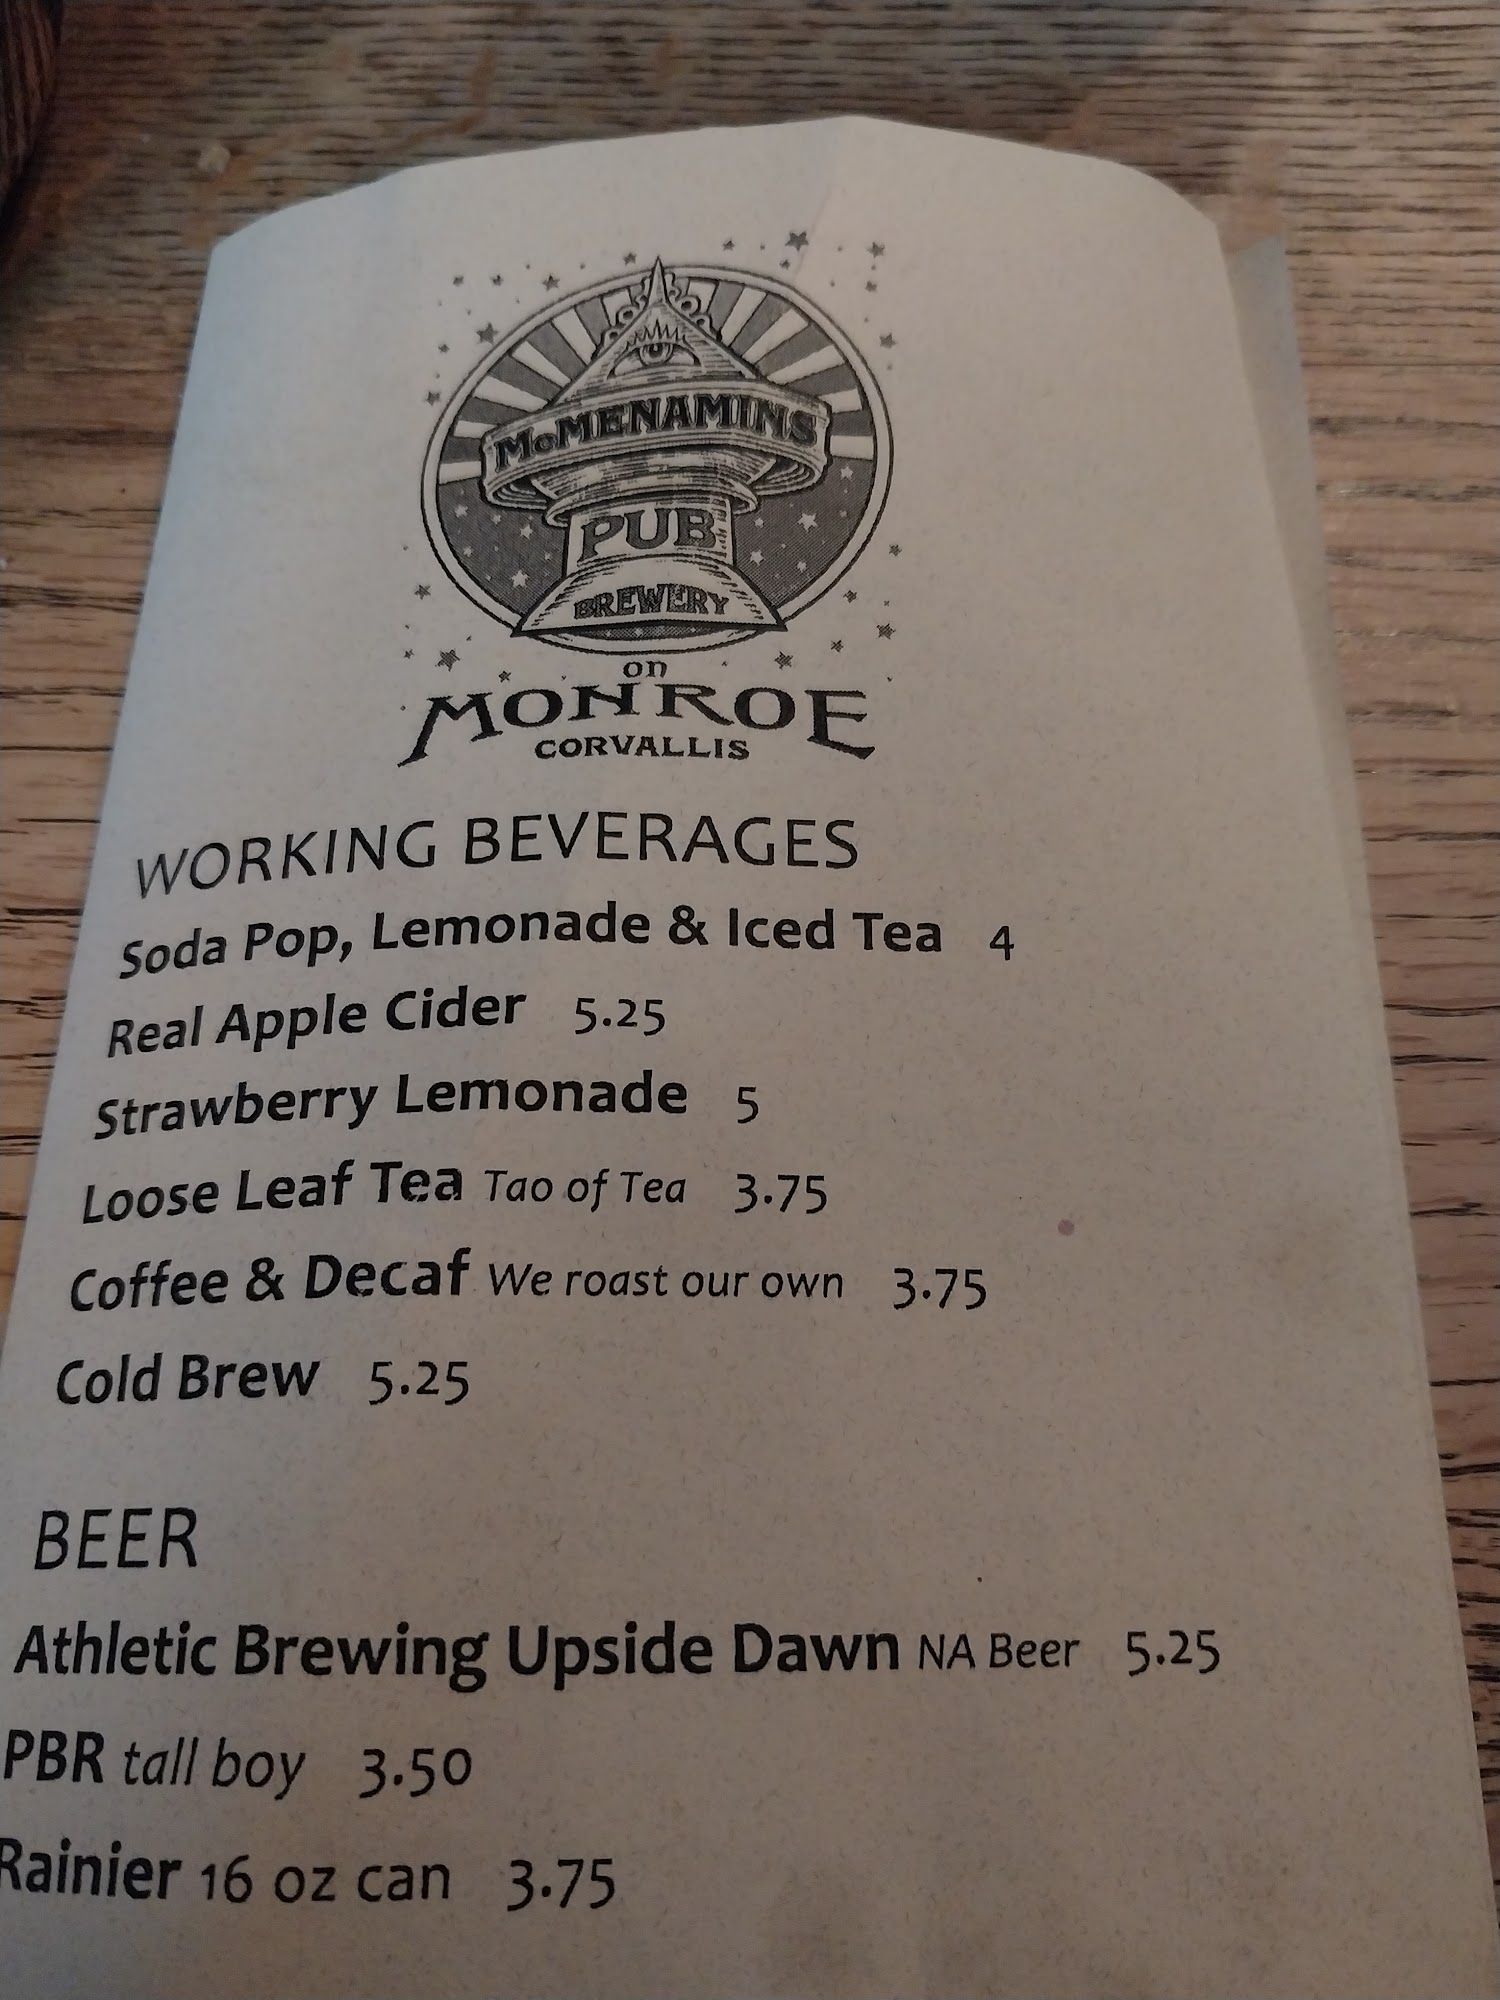 McMENAMINS
PUB
BREWERY
on
MONROE
CORVALLIS
WORKING BEVERAGES
Soda Pop, Lemonade & Iced Tea 4
Real Apple Cider 5.25
Strawberry Lemonade 5
Loose Leaf Tea Tao of Tea 3.75
Coffee & Decaf We roast our own 3.75
Cold Brew 5.25
BEER
Athletic Brewing Upside Dawn NA Beer 5.25
PBR tall boy 3.50
Rainier 16 oz can 3.75